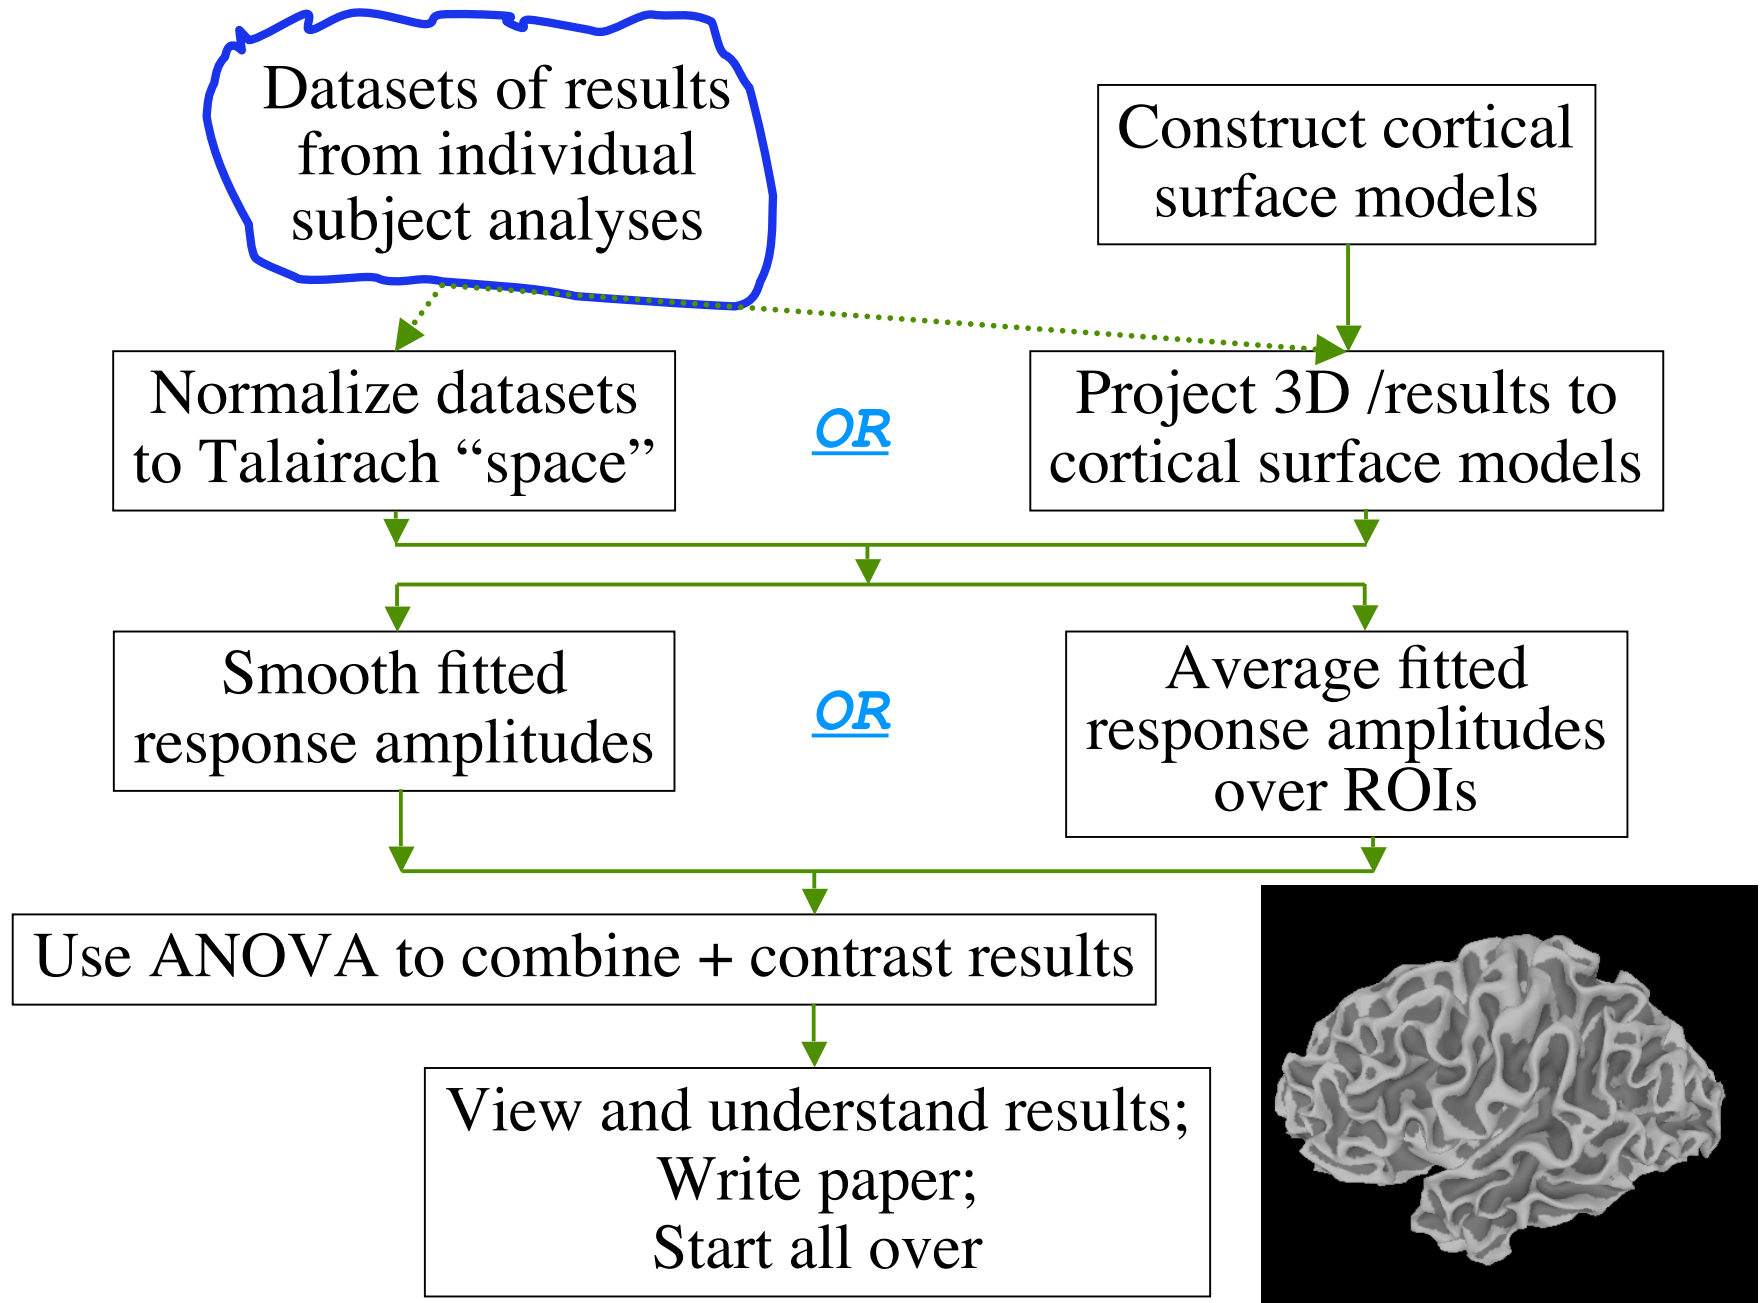 Datasets of results
from individual
subject analyses
Construct cortical
surface models
Normalize datasets
to Talairach “space”
OR
Project 3D /results to
cortical surface models
Smooth fitted
response amplitudes
OR
Average fitted
response amplitudes
over ROIs
Use ANOVA to combine + contrast results
View and understand results;
Write paper;
Start all over